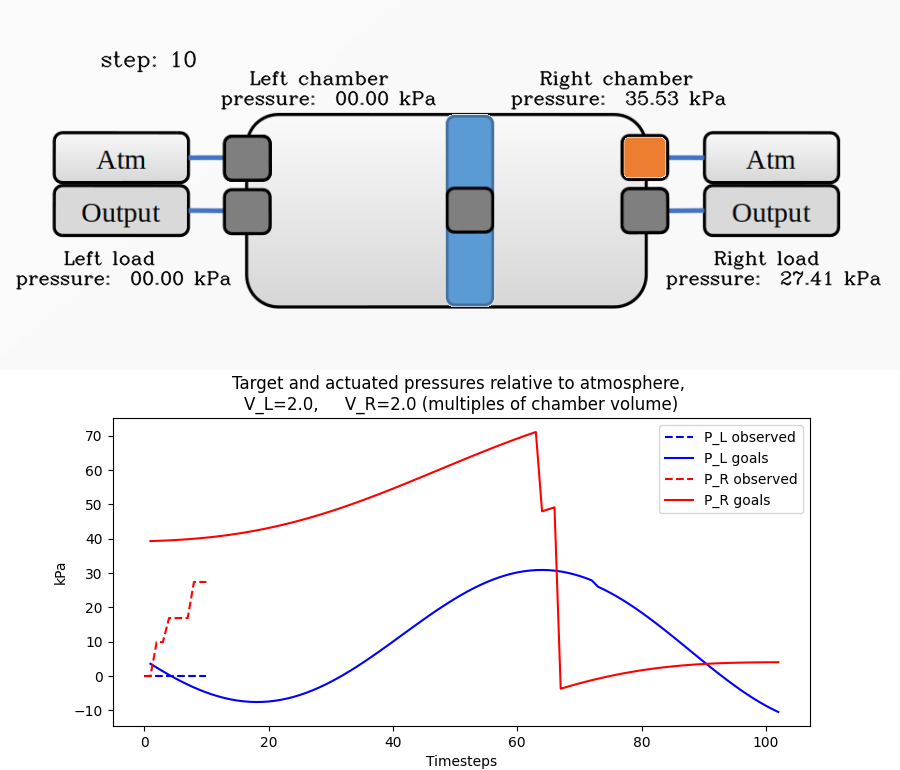 step: 10
Left chamber
pressure: 00.00 kPa
Right chamber
pressure: 35.53 kPa
Atm
Output
Atm
Output
Left load
pressure: 00.00 kPa
Right load
pressure: 27.41 kPa
Target and actuated pressures relative to atmosphere,
V_L=2.0, V_R=2.0 (multiples of chamber volume)
P_L observed
P_L goals
P_R observed
P_R goals
kPa
70
60
50
40
30
20
10
0
−10
0 20 40 60 80 100
Timesteps